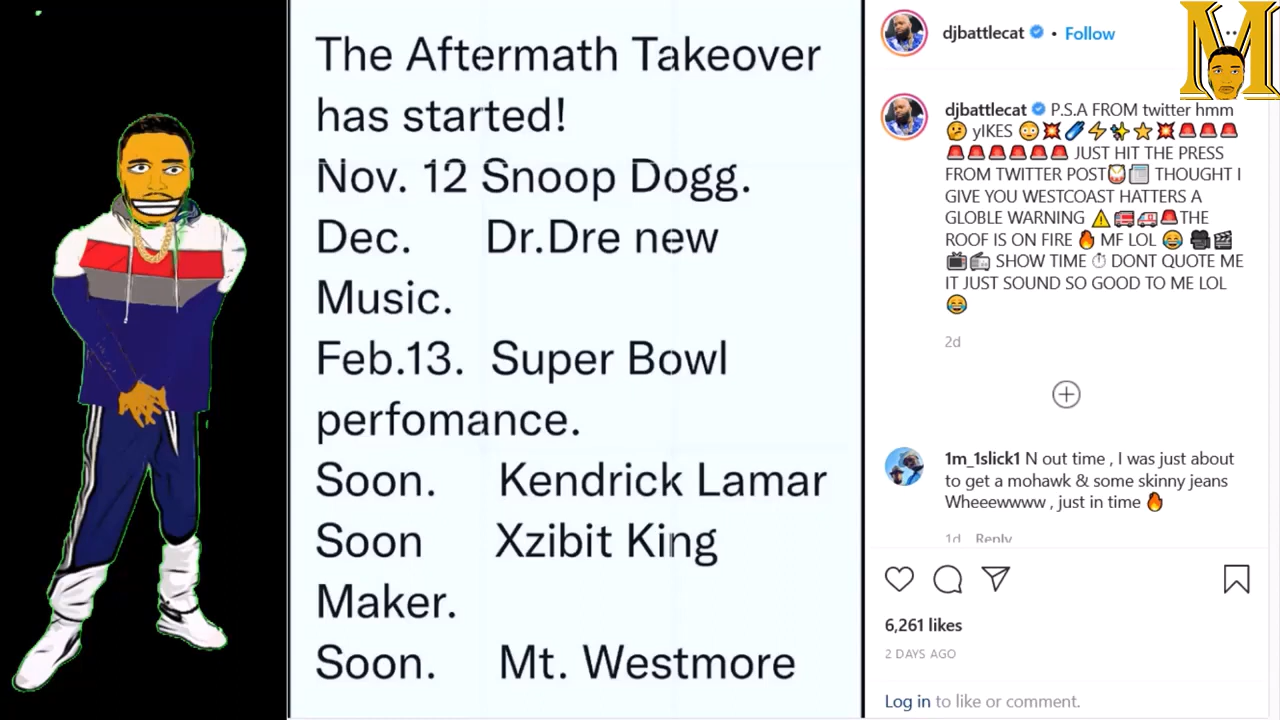 The Aftermath Takeover
has started!
Nov. 12 Snoop Dogg.
Dec. Dr.Dre new
Music.
Feb.13. Super Bowl
perfomance.
Soon. Kendrick Lamar
Soon Xzibit King
Maker.
Soon. Mt. Westmore
djbattlecat • Follow
M
djbattlecat P.S.A FROM twitter hmm
🤔 yIKES 😳💥🧨⚡✨⭐💥🚨🚨🚨
🚨🚨🚨🚨🚨🚨 JUST HIT THE PRESS
FROM TWITTER POST⏰📰 THOUGHT I
GIVE YOU WESTCOAST HATTERS A
GLOBLE WARNING ⚠️🚒🚑🚨THE
ROOF IS ON FIRE 🔥 MF LOL 😂 🎥🎬
📺📻 SHOW TIME ⏱ DONT QUOTE ME
IT JUST SOUND SO GOOD TO ME LOL
😂
2d
1m_1slick1 N out time , I was just about
to get a mohawk & some skinny jeans
Wheeewwww , just in time 🔥
1d Reply
6,261 likes
2 DAYS AGO
Log in to like or comment.